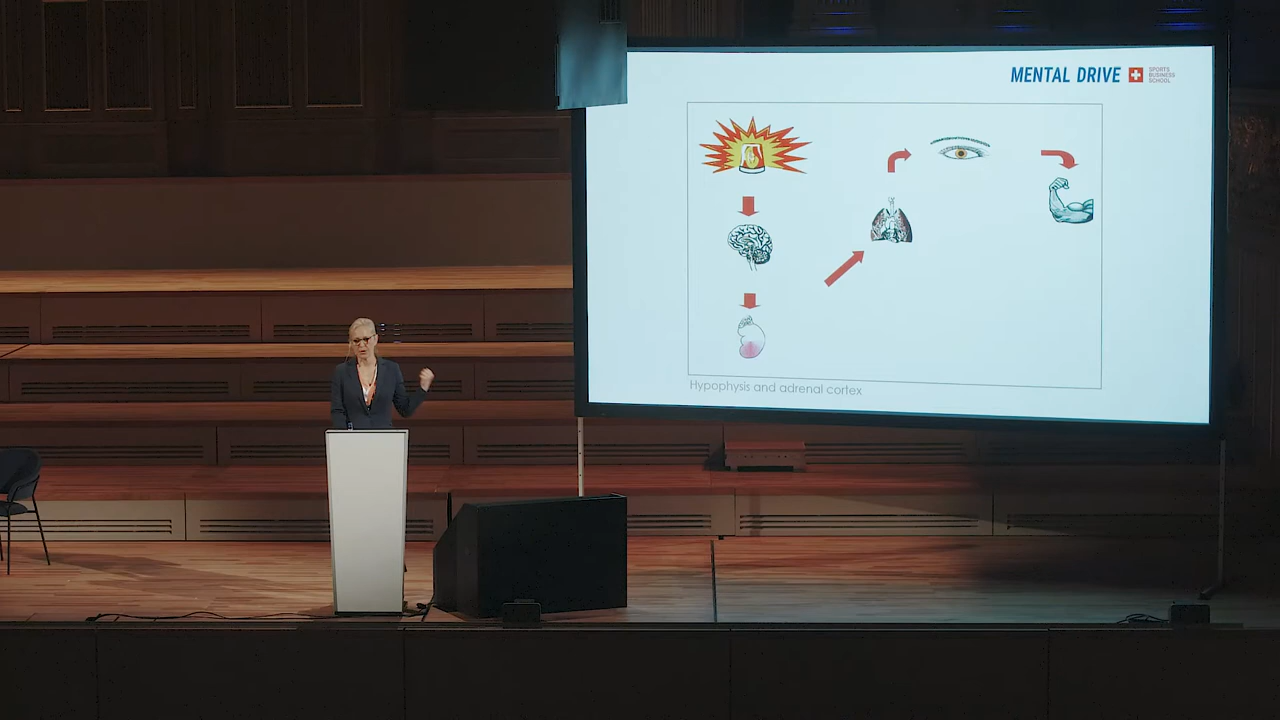 MENTAL DRIVE
SPORTS
BUSINESS
SCHOOL
Hypophysis and adrenal cortex